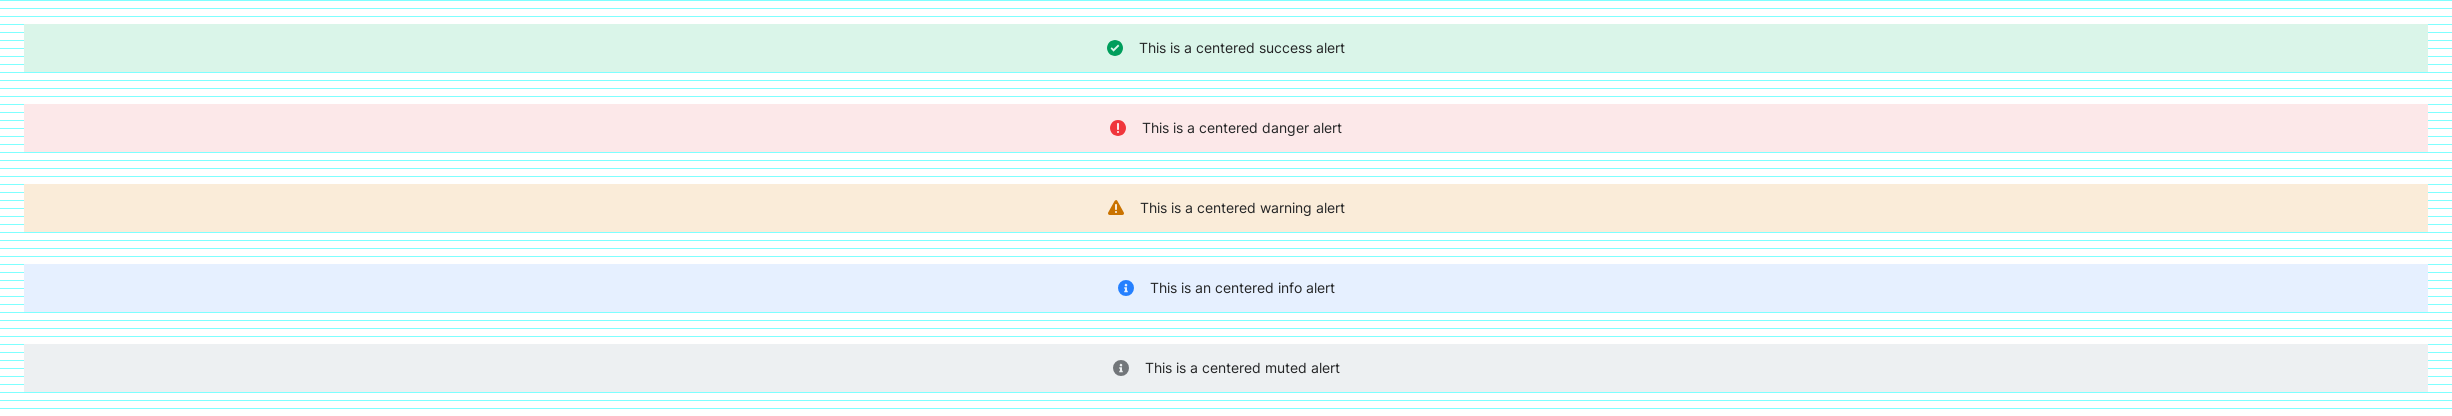 This is a centered success alert
This is a centered danger alert
This is a centered warning alert
This is an centered info alert
This is a centered muted alert